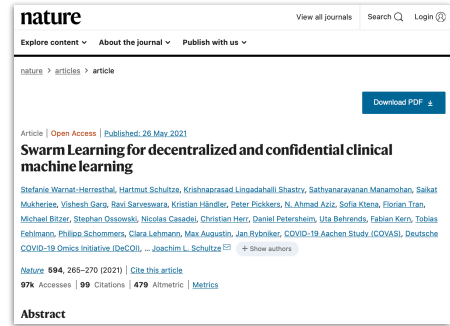 nature
View all journals Search Login
Explore content About the journal Publish with us
nature > articles > article
Download PDF
Article | Open Access | Published: 26 May 2021
Swarm Learning for decentralized and confidential clinical
machine learning
Stefanie Warnat-Herresthal, Hartmut Schultze, Krishnaprasad Lingadahalli Shastry, Sathyanarayanan Manamohan, Saikat
Mukherjee, Vishesh Garg, Ravi Sarveswara, Kristian Händler, Peter Pickkers, N. Ahmad Aziz, Sofia Ktena, Florian Tran,
Michael Bitzer, Stephan Ossowski, Nicolas Casadei, Christian Herr, Daniel Petersheim, Uta Behrends, Fabian Kern, Tobias
Fehlmann, Philipp Schommers, Clara Lehmann, Max Augustin, Jan Rybniker, COVID-19 Aachen Study (COVAS), Deutsche
COVID-19 Omics Initiative (DeCOI), ... Joachim L. Schultze + Show authors
Nature 594, 265–270 (2021) | Cite this article
97k Accesses | 99 Citations | 479 Altmetric | Metrics
Abstract